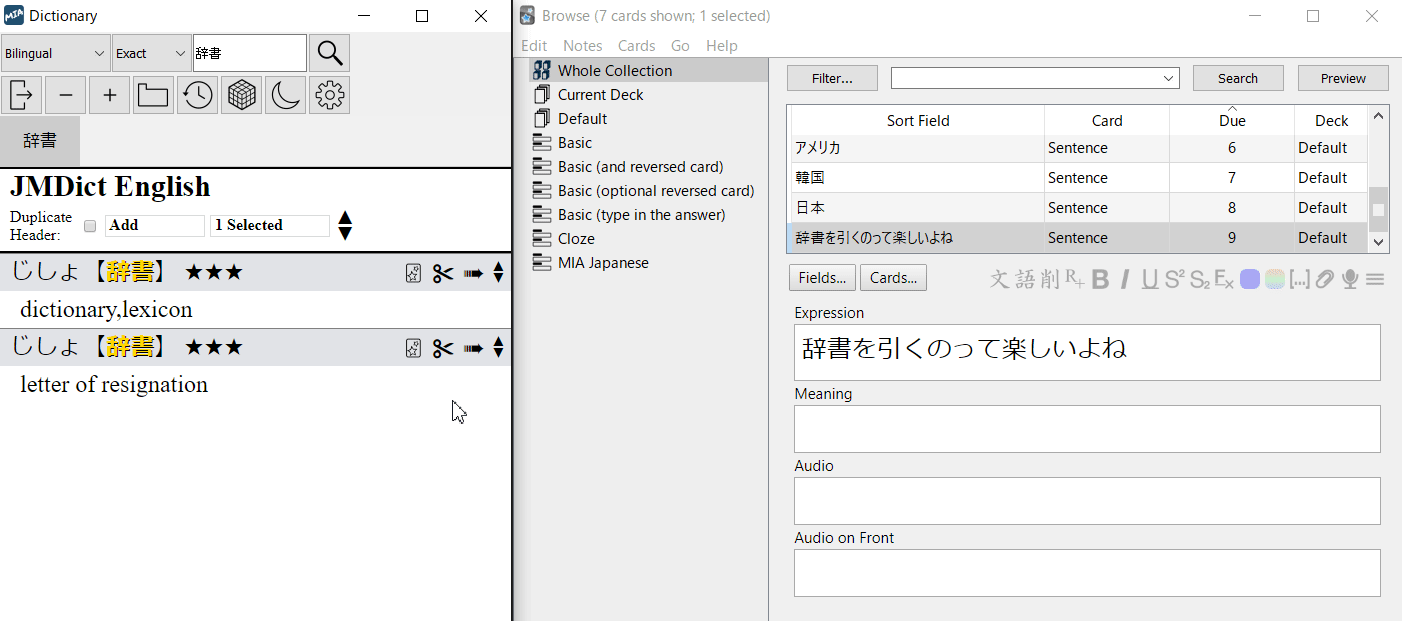 MIA Dictionary
Bilingual Exact 辞書
辞書
JMDict English
Duplicate
Header:
Add 1 Selected
じしょ【辞書】 ★★★
dictionary,lexicon
じしょ【辞書】 ★★★
letter of resignation
Browse (7 cards shown; 1 selected)
Edit Notes Cards Go Help
Whole Collection
Current Deck
Default
Basic
Basic (and reversed card)
Basic (optional reversed card)
Basic (type in the answer)
Cloze
MIA Japanese
Filter... Search Preview
Sort Field Card Due Deck
アメリカ Sentence 6 Default
韓国 Sentence 7 Default
日本 Sentence 8 Default
辞書を引くのって楽しいよね Sentence 9 Default
Fields... Cards... 文 語 削 R+ B I U S² S₂ Ex [...]
Expression
辞書を引くのって楽しいよね
Meaning
Audio
Audio on Front